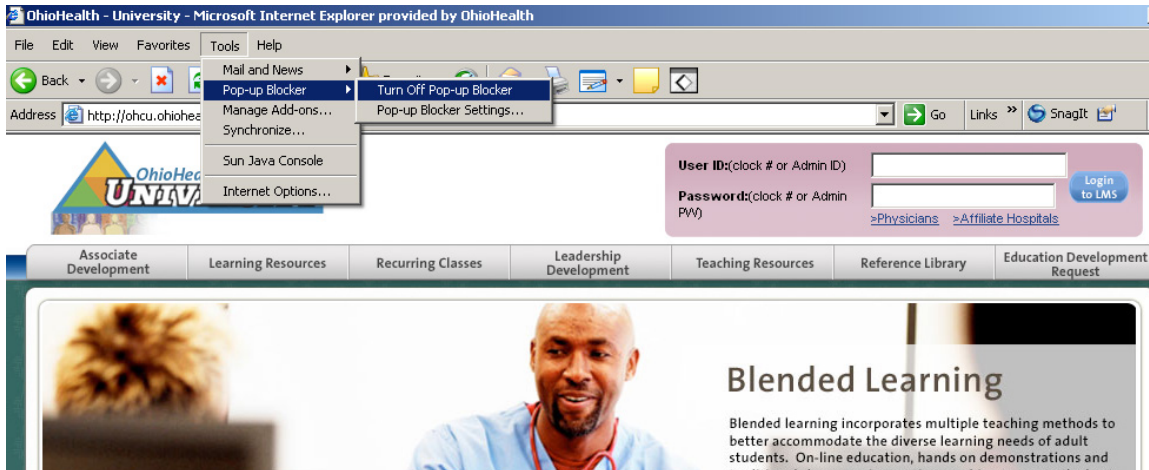 OhioHealth - University - Microsoft Internet Explorer provided by OhioHealth
File Edit View Favorites Tools Help
Back
Mail and News
Pop-up Blocker
Manage Add-ons...
Synchronize...
Sun Java Console
Internet Options...
Turn Off Pop-up Blocker
Pop-up Blocker Settings...
Address http://ohcu.ohiohea
Go Links » SnagIt
OhioHea
UNIV
User ID:(clock # or Admin ID)
Password:(clock # or Admin
PW)
Login
to LMS
>Physicians >Affiliate Hospitals
Associate
Development
Learning Resources
Recurring Classes
Leadership
Development
Teaching Resources
Reference Library
Education Development
Request
Blended Learning
Blended learning incorporates multiple teaching methods to
better accommodate the diverse learning needs of adult
students. On-line education, hands on demonstrations and